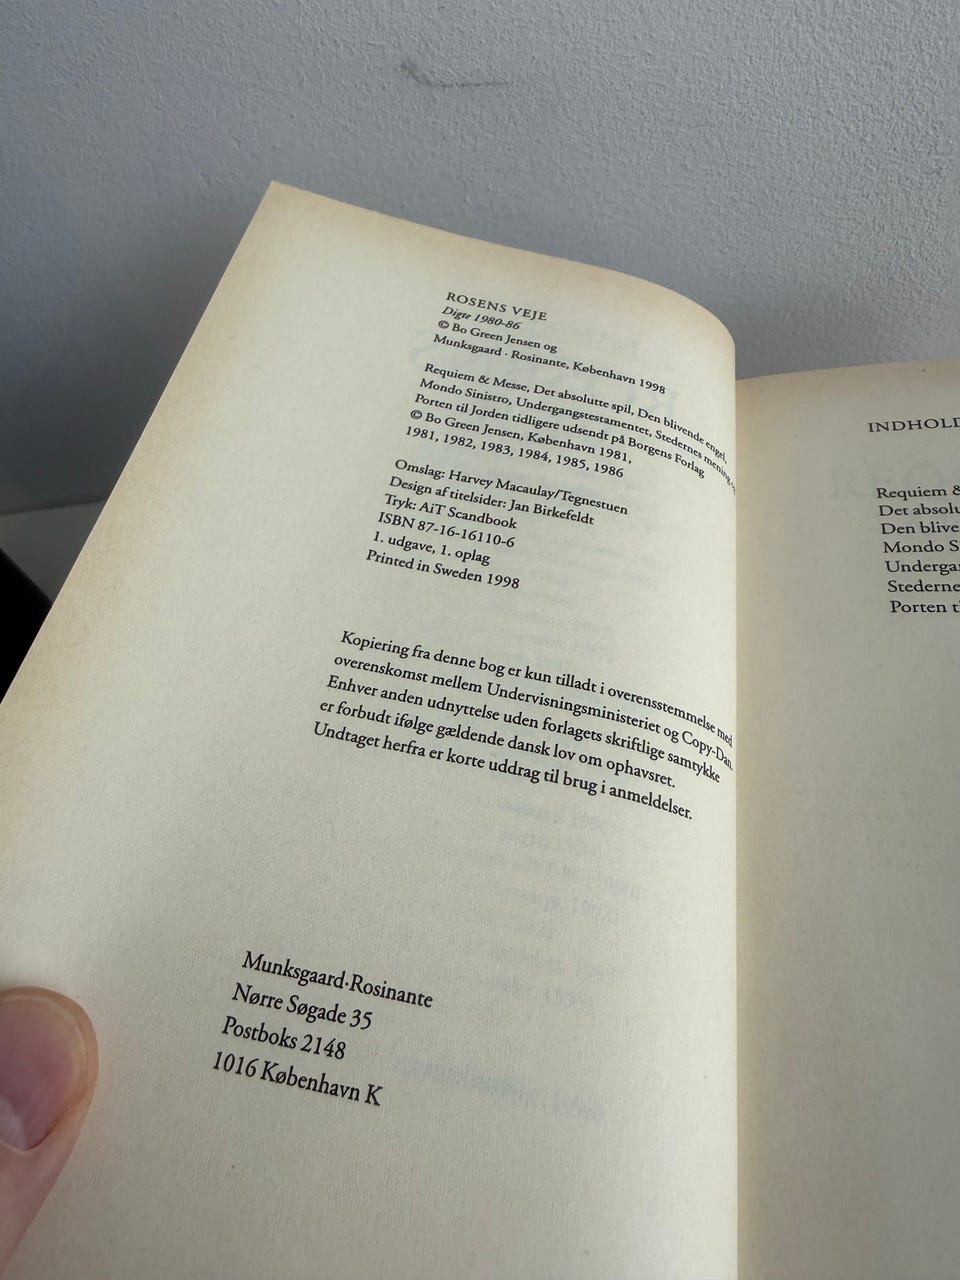 ROSENS VEJE
Digte 1980-86
© Bo Green Jensen og
Munksgaard · Rosinante, København 1998
Requiem & Messe, Det absolutte spil, Den blivende engel,
Mondo Sinistro, Undergangstestamentet, Stedernes mening og
Porten til Jorden tidligere udsendt på Borgens Forlag
© Bo Green Jensen, København 1981,
1981, 1982, 1983, 1984, 1985, 1986
Omslag: Harvey Macaulay/Tegnestuen
Design af titelsider: Jan Birkefeldt
Tryk: AiT Scandbook
ISBN 87-16-16110-6
1. udgave, 1. oplag
Printed in Sweden 1998
Kopiering fra denne bog er kun tilladt i overensstemmelse med
overenskomst mellem Undervisningsministeriet og Copy-Dan.
Enhver anden udnyttelse uden forlagets skriftlige samtykke
er forbudt ifølge gældende dansk lov om ophavsret.
Undtaget herfra er korte uddrag til brug i anmeldelser.
Munksgaard·Rosinante
Nørre Søgade 35
Postboks 2148
1016 København K
INDHOLD
Requiem &
Det absolu
Den blive
Mondo Si
Underga
Stederne
Porten t